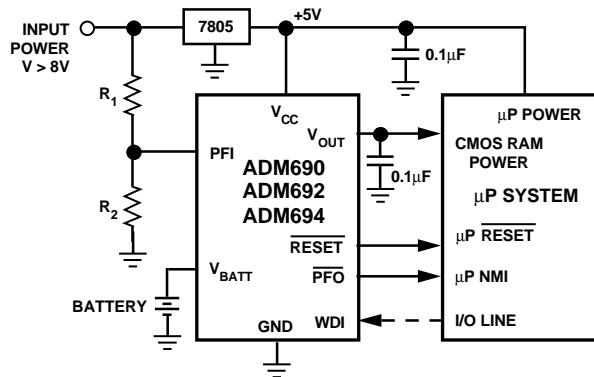 INPUT
POWER
V > 8V
7805
+5V
0.1μF
R1
R2
PFI
VCC
VOUT
0.1μF
ADM690
ADM692
ADM694
RESET
PFO
VBATT
BATTERY
GND
WDI
μP POWER
CMOS RAM
POWER
μP SYSTEM
μP RESET
μP NMI
I/O LINE